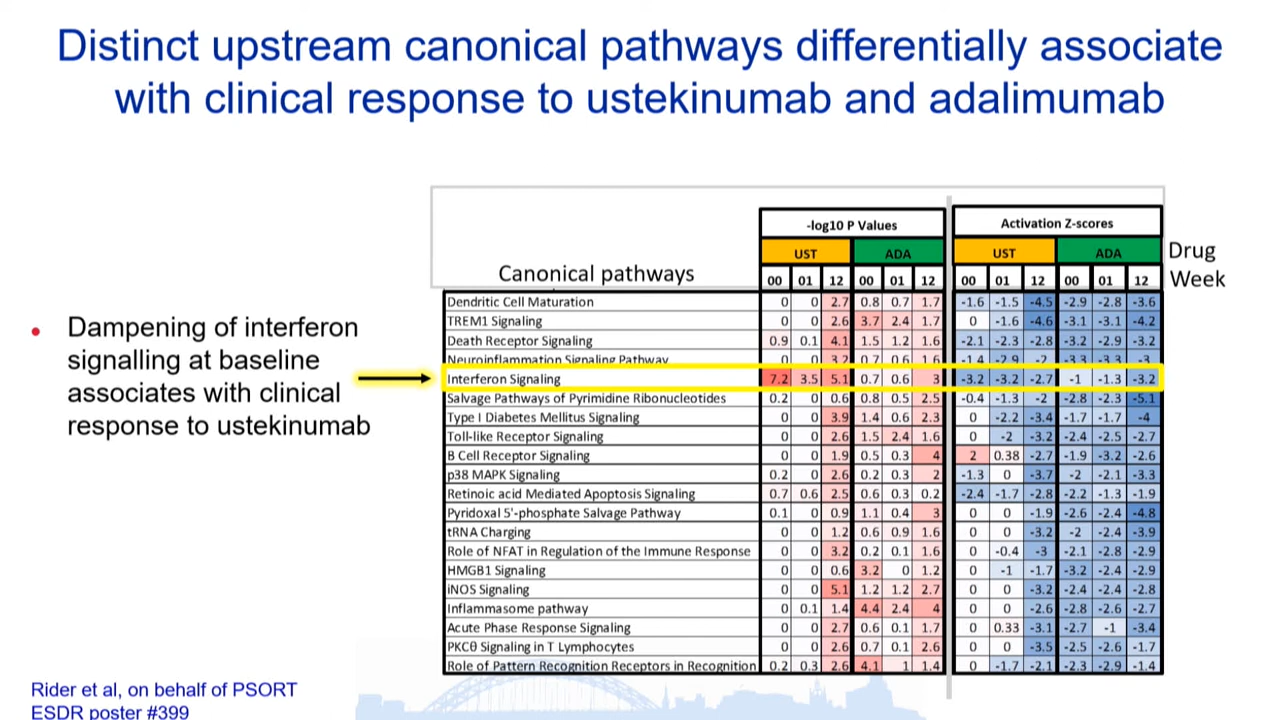 Distinct upstream canonical pathways differentially associate
with clinical response to ustekinumab and adalimumab
• Dampening of interferon
signalling at baseline
associates with clinical
response to ustekinumab
-log10 P Values Activation Z-scores
UST ADA UST ADA Drug
Canonical pathways 00 01 12 00 01 12 00 01 12 00 01 12 Week
Dendritic Cell Maturation 0 0 2.7 0.8 0.7 1.7 -1.6 -1.5 -4.5 -2.9 -2.8 -3.6
TREM1 Signaling 0 0 2.6 3.7 2.4 1.7 0 -1.6 -4.6 -3.1 -3.1 -4.2
Death Receptor Signaling 0.9 0.1 4.1 1.5 1.2 1.6 -2.1 -2.3 -2.8 -3.2 -2.9 -3.2
Neuroinflammation Signaling Pathway 0 0 3.2 0.7 0.6 1.6 -1.4 -2.9 -2 -3.3 -3.3 -3
Interferon Signaling 7.2 3.5 5.1 0.7 0.6 3 -3.2 -3.2 -2.7 -1 -1.3 -3.2
Salvage Pathways of Pyrimidine Ribonucleotides 0.2 0 0.6 0.8 0.5 2.5 -0.4 -1.3 -2 -2.8 -2.3 -5.1
Type I Diabetes Mellitus Signaling 0 0 3.9 1.4 0.6 2.3 0 -2.2 -3.4 -1.7 -1.7 -4
Toll-like Receptor Signaling 0 0 2.6 1.5 2.4 1.6 0 -2 -3.2 -2.4 -2.5 -2.7
B Cell Receptor Signaling 0 0 1.9 0.5 0.3 4 2 0.38 -2.7 -1.9 -3.2 -2.6
p38 MAPK Signaling 0.2 0 2.6 0.2 0.3 2 -1.3 0 -3.7 -2 -2.1 -3.3
Retinoic acid Mediated Apoptosis Signaling 0.7 0.6 2.5 0.6 0.3 0.2 -2.4 -1.7 -2.8 -2.2 -1.3 -1.9
Pyridoxal 5'-phosphate Salvage Pathway 0.1 0 0.9 1.1 0.4 3 0 0 -1.9 -2.6 -2.4 -4.8
tRNA Charging 0 0 1.2 0.6 0.9 1.6 0 0 -3.2 -2 -2.4 -3.9
Role of NFAT in Regulation of the Immune Response 0 0 3.2 0.2 0.1 1.6 0 -0.4 -3 -2.1 -2.8 -2.9
HMGB1 Signaling 0 0 0.6 3.2 0 1.2 0 -1 -1.7 -3.2 -2.4 -2.9
iNOS Signaling 0 0 5.1 1.2 1.2 2.7 0 0 -3.2 -2.4 -2.4 -2.8
Inflammasome pathway 0 0.1 1.4 4.4 2.4 4 0 0 -2.6 -2.8 -2.6 -2.7
Acute Phase Response Signaling 0 0 2.7 0.6 0.1 1.7 0 0.33 -3.1 -2.7 -1 -3.4
PKCθ Signaling in T Lymphocytes 0 0 2.6 0.7 0.1 2.6 0 0 -3.5 -2.5 -2.6 -1.7
Role of Pattern Recognition Receptors in Recognition 0.2 0.3 2.6 4.1 1 1.4 0 -1.7 -2.1 -2.3 -2.9 -1.4
Rider et al, on behalf of PSORT
ESDR poster #399